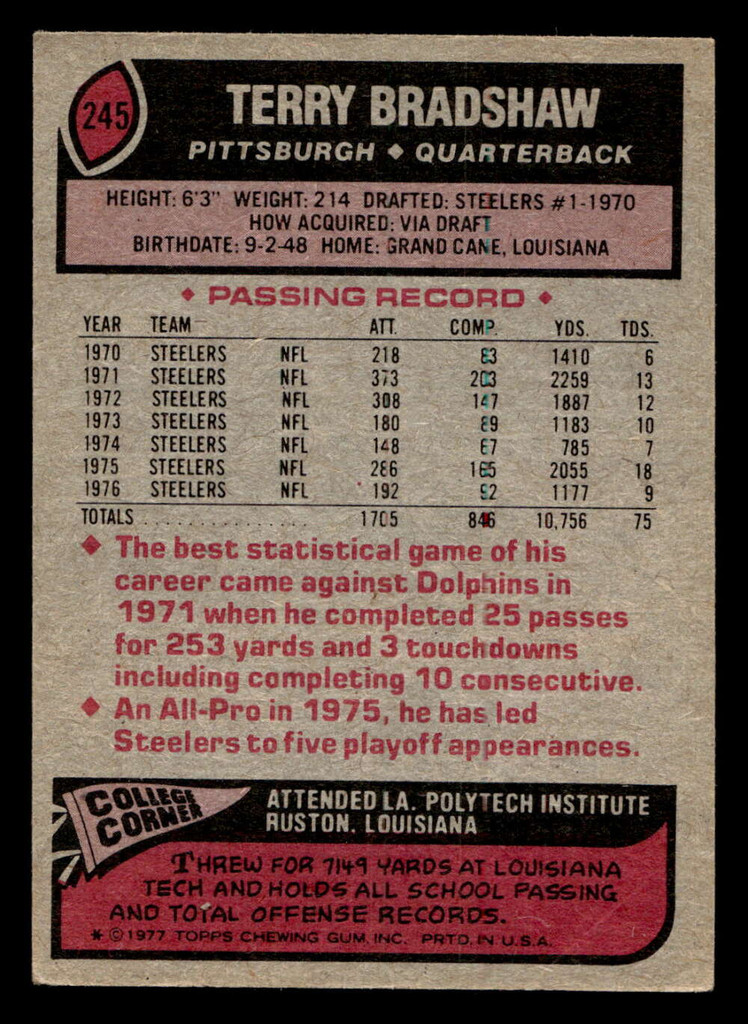 245
TERRY BRADSHAW
PITTSBURGH ◆ QUARTERBACK
HEIGHT: 6'3" WEIGHT: 214 DRAFTED: STEELERS #1-1970
HOW ACQUIRED: VIA DRAFT
BIRTHDATE: 9-2-48 HOME: GRAND CANE, LOUISIANA
◆ PASSING RECORD ◆
YEAR TEAM ATT. COMP. YDS. TDS.
1970 STEELERS NFL 218 83 1410 6
1971 STEELERS NFL 373 203 2259 13
1972 STEELERS NFL 308 147 1887 12
1973 STEELERS NFL 180 89 1183 10
1974 STEELERS NFL 148 67 785 7
1975 STEELERS NFL 286 165 2055 18
1976 STEELERS NFL 192 92 1177 9
TOTALS . . . . . . . . . . . . . . . . 1705 846 10,756 75
◆ The best statistical game of his
career came against Dolphins in
1971 when he completed 25 passes
for 253 yards and 3 touchdowns
including completing 10 consecutive.
◆ An All-Pro in 1975, he has led
Steelers to five playoff appearances.
COLLEGE
CORNER
ATTENDED LA. POLYTECH INSTITUTE
RUSTON, LOUISIANA
THREW FOR 7149 YARDS AT LOUISIANA
TECH AND HOLDS ALL SCHOOL PASSING
AND TOTAL OFFENSE RECORDS.
* © 1977 TOPPS CHEWING GUM, INC. PRTD. IN U.S.A.